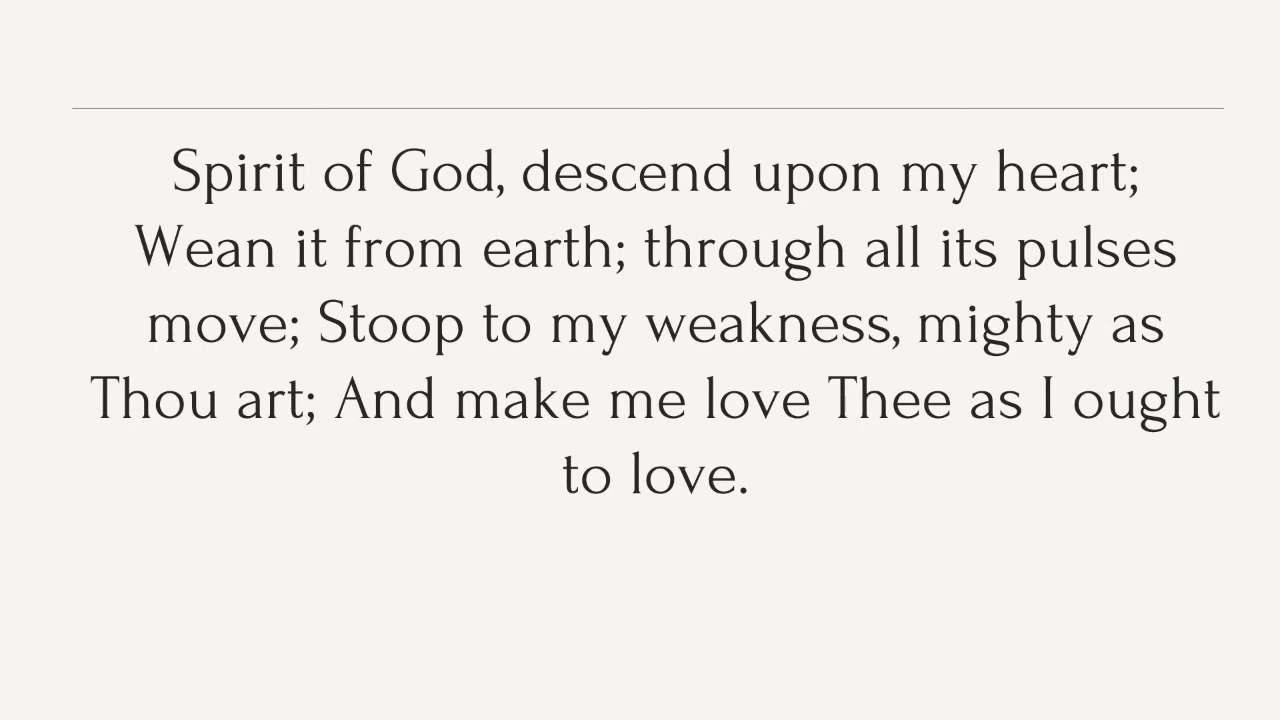 Spirit of God, descend upon my heart;
Wean it from earth; through all its pulses
move; Stoop to my weakness, mighty as
Thou art; And make me love Thee as I ought
to love.